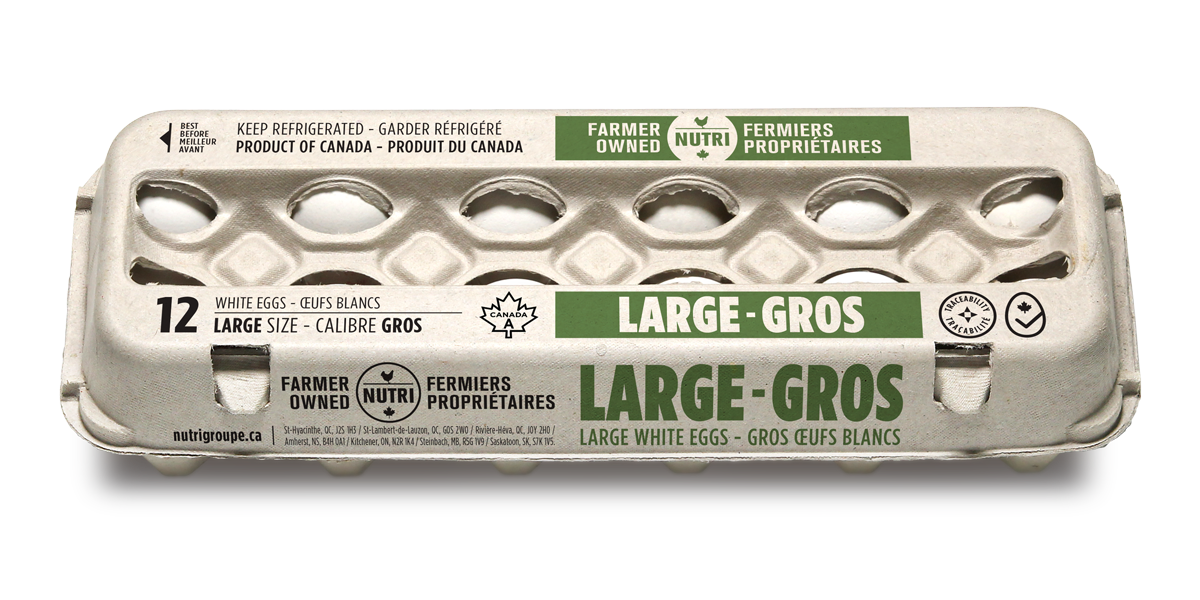 BEST
BEFORE
MEILLEUR
AVANT
KEEP REFRIGERATED - GARDER RÉFRIGÉRÉ
PRODUCT OF CANADA - PRODUIT DU CANADA
FARMER OWNED
NUTRI
FERMIERS PROPRIÉTAIRES
12
WHITE EGGS - ŒUFS BLANCS
LARGE SIZE - CALIBRE GROS
CANADA
A
LARGE - GROS
TRACEABILITY
TRACABILITÉ
FARMER OWNED
NUTRI
FERMIERS PROPRIÉTAIRES
LARGE - GROS
LARGE WHITE EGGS - GROS ŒUFS BLANCS
nutrigroupe.ca
St-Hyacinthe, QC, J2S 1H3 / St-Lambert-de-Lauzon, QC, G0S 2W0 / Rivière-Héva, QC, J0Y 2H0 /
Amherst, NS, B4H 0A1 / Kitchener, ON, N2R 1K4 / Steinbach, MB, R5G 1V9 / Saskatoon, SK, S7K 1V5.